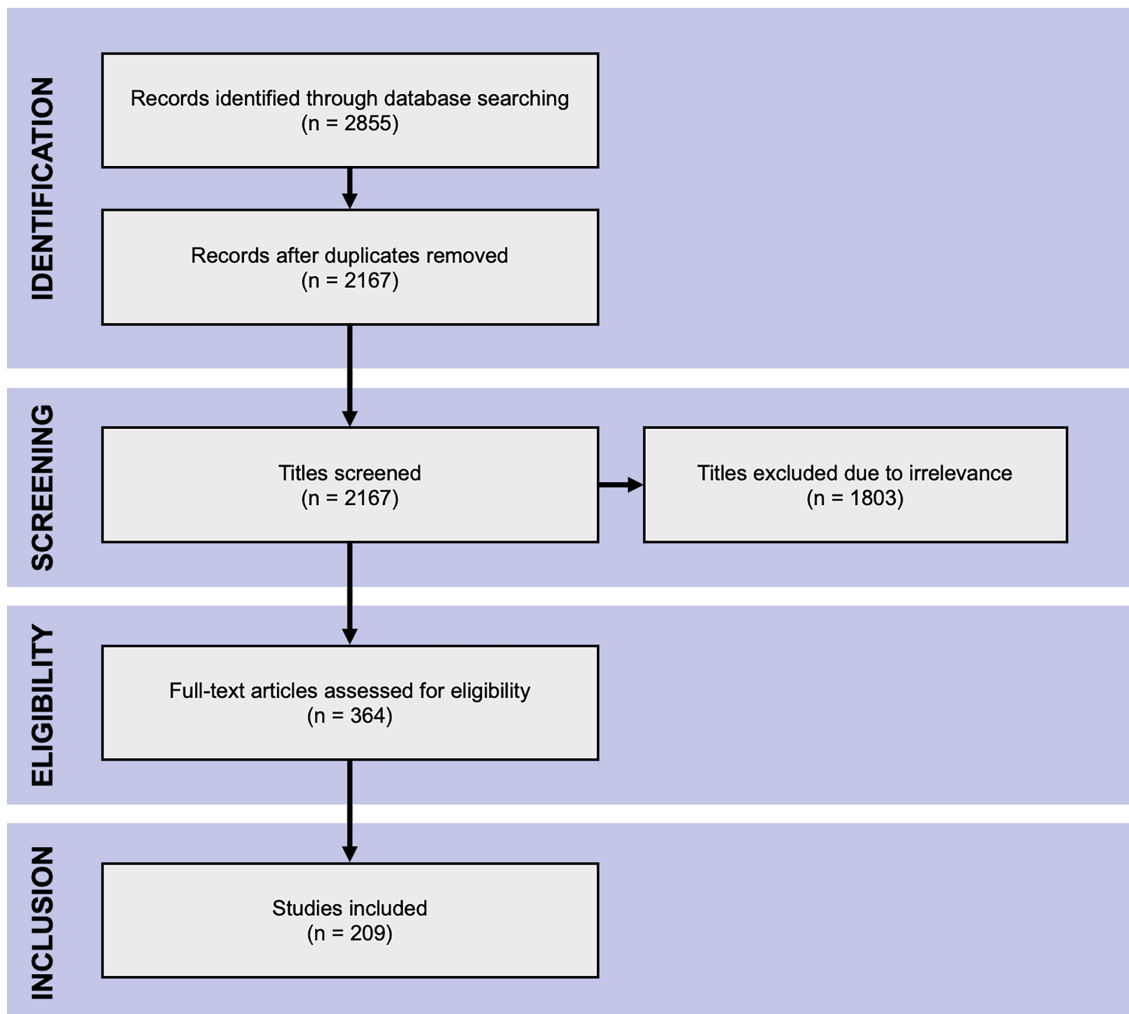 IDENTIFICATION
Records identified through database searching
(n = 2855)
Records after duplicates removed
(n = 2167)
SCREENING
Titles screened
(n = 2167)
Titles excluded due to irrelevance
(n = 1803)
ELIGIBILITY
Full-text articles assessed for eligibility
(n = 364)
INCLUSION
Studies included
(n = 209)